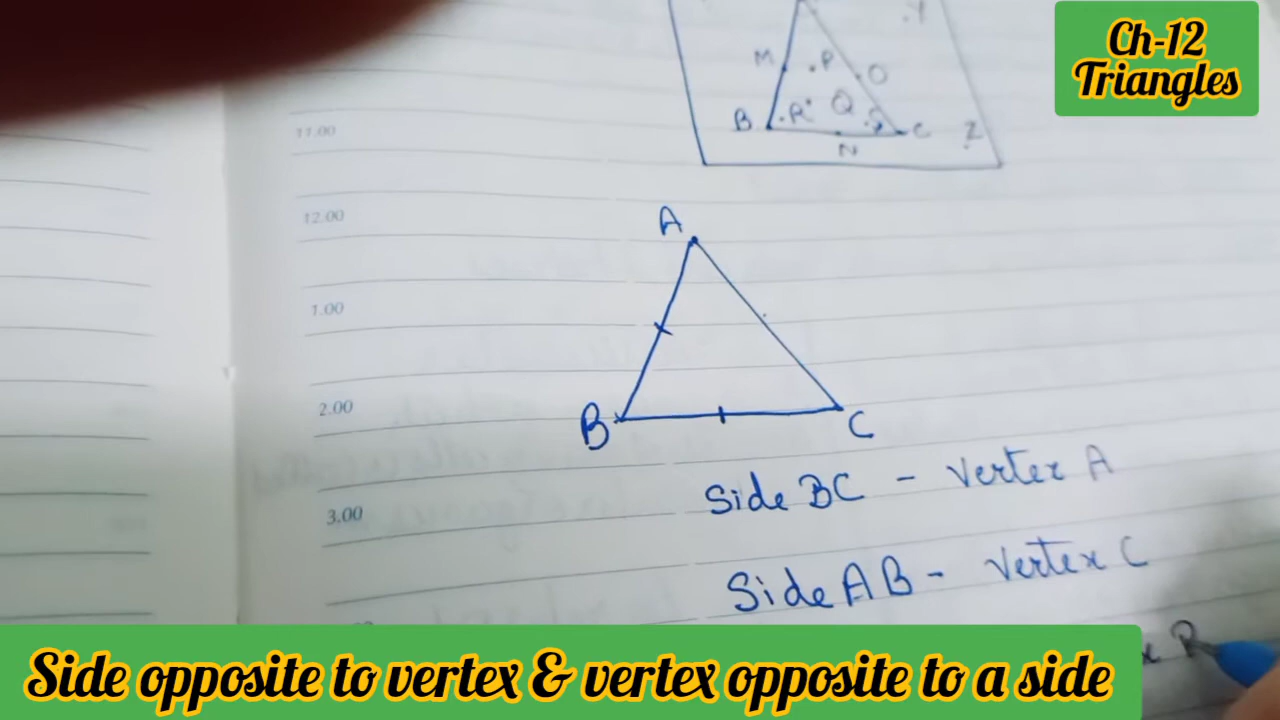 Ch-12
Triangles
M
P
O
B
R
Q
S
C
Z
N
11.00
12.00
A
1.00
2.00
B
C
Side BC - Vertex A
3.00
Side AB - Vertex C
Side opposite to vertex & vertex opposite to a side